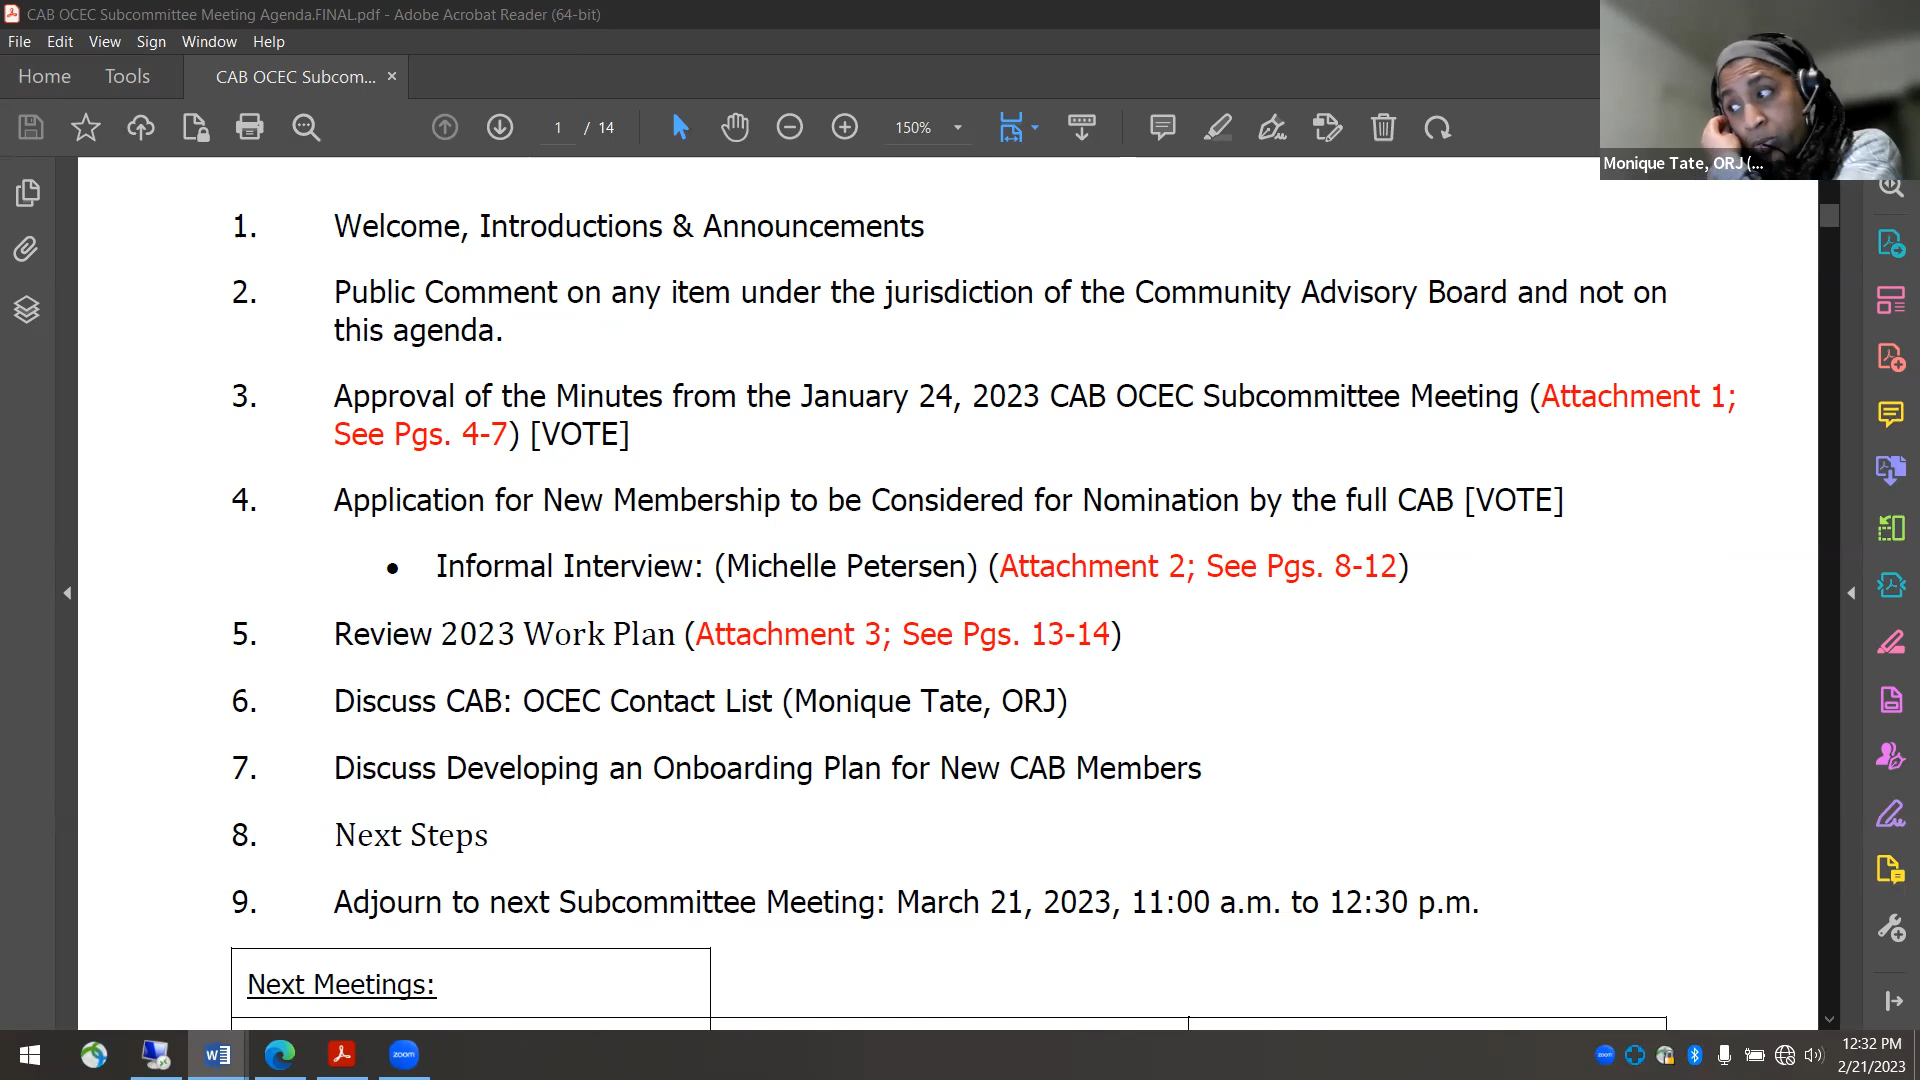 CAB OCEC Subcommittee Meeting Agenda.FINAL.pdf - Adobe Acrobat Reader (64-bit)
File Edit View Sign Window Help
Home Tools CAB OCEC Subcom... ×
1 / 14 150%
Monique Tate, ORJ (...
1. Welcome, Introductions & Announcements
2. Public Comment on any item under the jurisdiction of the Community Advisory Board and not on
this agenda.
3. Approval of the Minutes from the January 24, 2023 CAB OCEC Subcommittee Meeting (Attachment 1;
See Pgs. 4-7) [VOTE]
4. Application for New Membership to be Considered for Nomination by the full CAB [VOTE]
• Informal Interview: (Michelle Petersen) (Attachment 2; See Pgs. 8-12)
5. Review 2023 Work Plan (Attachment 3; See Pgs. 13-14)
6. Discuss CAB: OCEC Contact List (Monique Tate, ORJ)
7. Discuss Developing an Onboarding Plan for New CAB Members
8. Next Steps
9. Adjourn to next Subcommittee Meeting: March 21, 2023, 11:00 a.m. to 12:30 p.m.
Next Meetings:
zoom
12:32 PM
2/21/2023